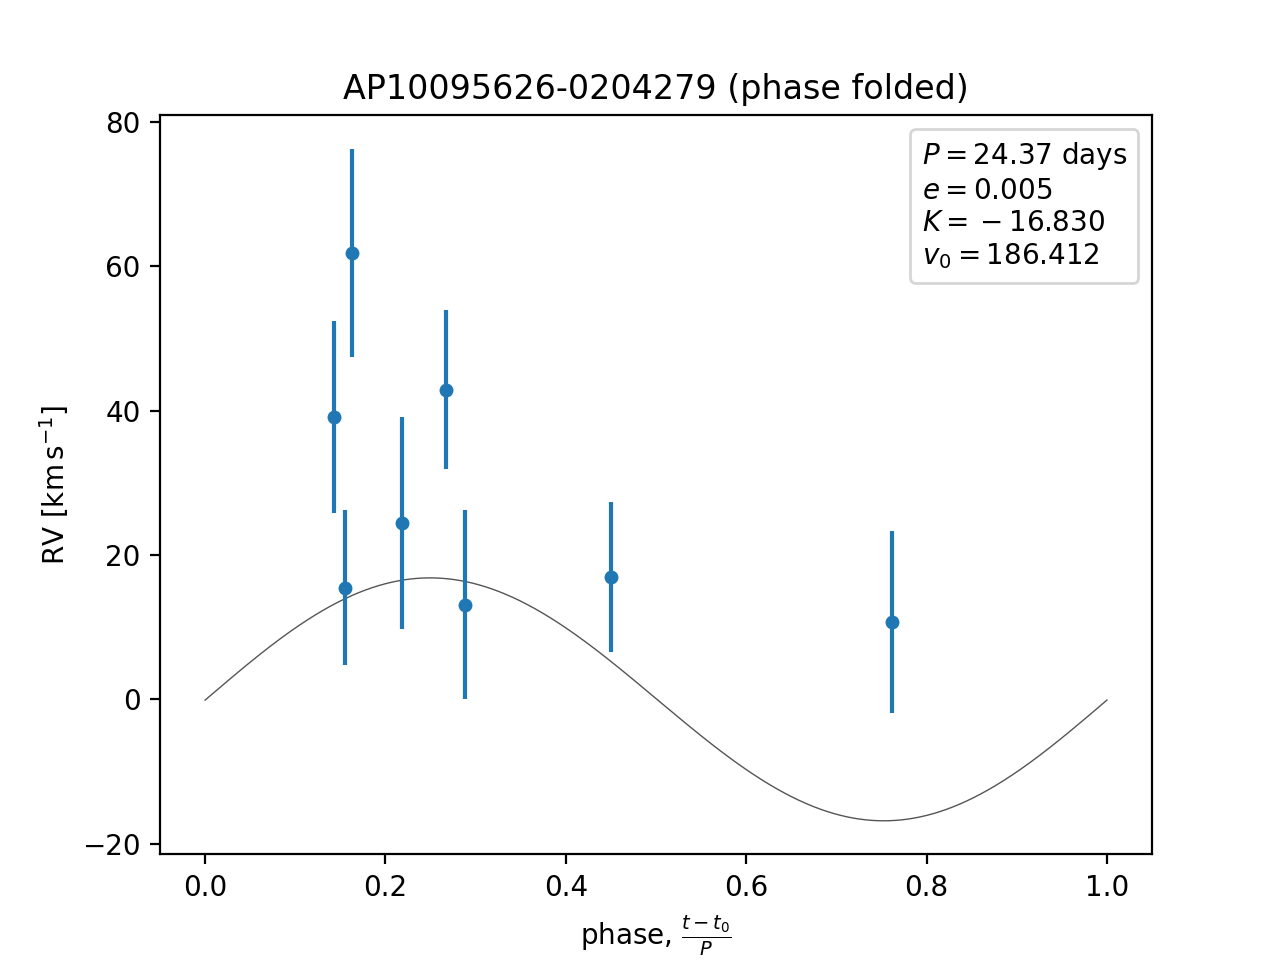 AP10095626-0204279 (phase folded)
P = 24.37 days
e = 0.005
K = −16.830
v₀ = 186.412
80
60
40
20
0
−20
RV [km s⁻¹]
0.0 0.2 0.4 0.6 0.8 1.0
phase, (t − t₀)/P